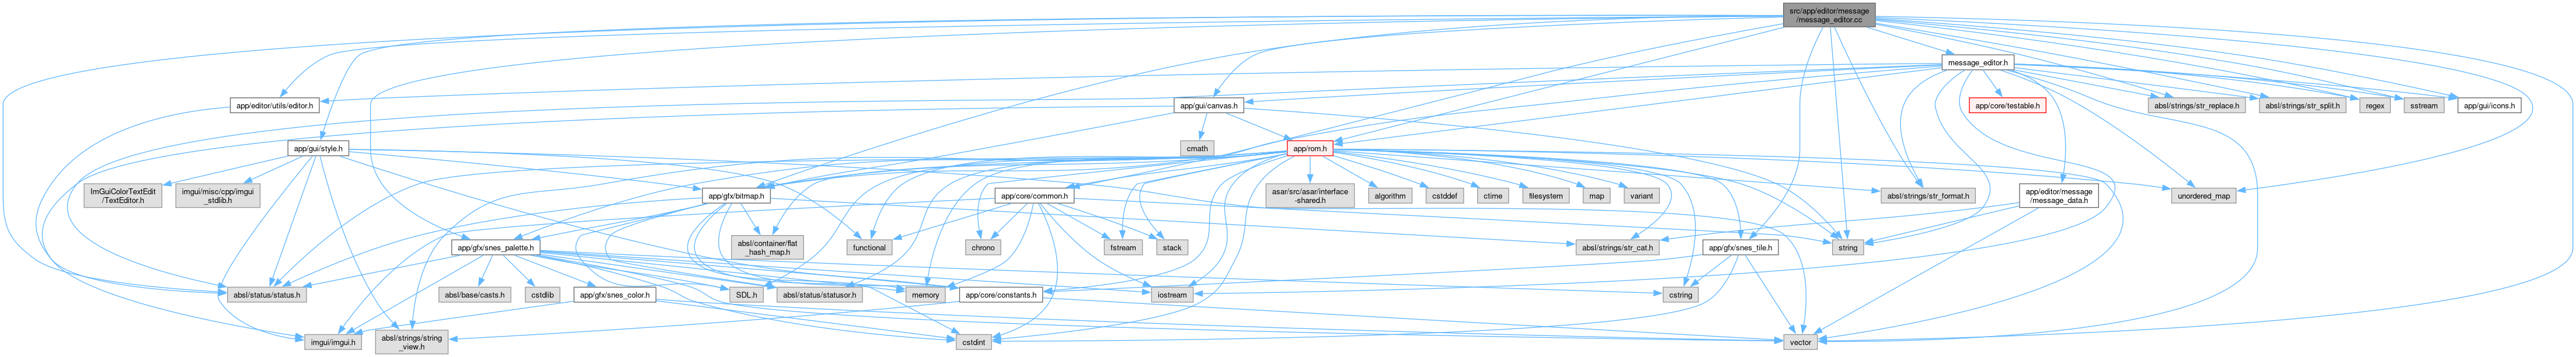 src/app/editor/message
/message_editor.cc
message_editor.h
app/editor/utils/editor.h
app/gui/canvas.h
app/core/testable.h
absl/strings/str_replace.h
absl/strings/str_split.h
regex
sstream
app/gui/icons.h
app/gui/style.h
cmath
app/rom.h
ImGuiColorTextEdit
/TextEditor.h
imgui/misc/cpp/imgui
_stdlib.h
app/gfx/bitmap.h
app/core/common.h
asar/src/asar/interface
-shared.h
algorithm
cstddef
ctime
filesystem
map
variant
absl/strings/str_format.h
app/editor/message
/message_data.h
unordered_map
app/gfx/snes_palette.h
absl/container/flat
_hash_map.h
functional
chrono
fstream
stack
absl/strings/str_cat.h
app/gfx/snes_tile.h
string
absl/status/status.h
absl/base/casts.h
cstdlib
app/gfx/snes_color.h
SDL.h
absl/status/statusor.h
memory
app/core/constants.h
iostream
cstring
imgui/imgui.h
absl/strings/string
_view.h
cstdint
vector